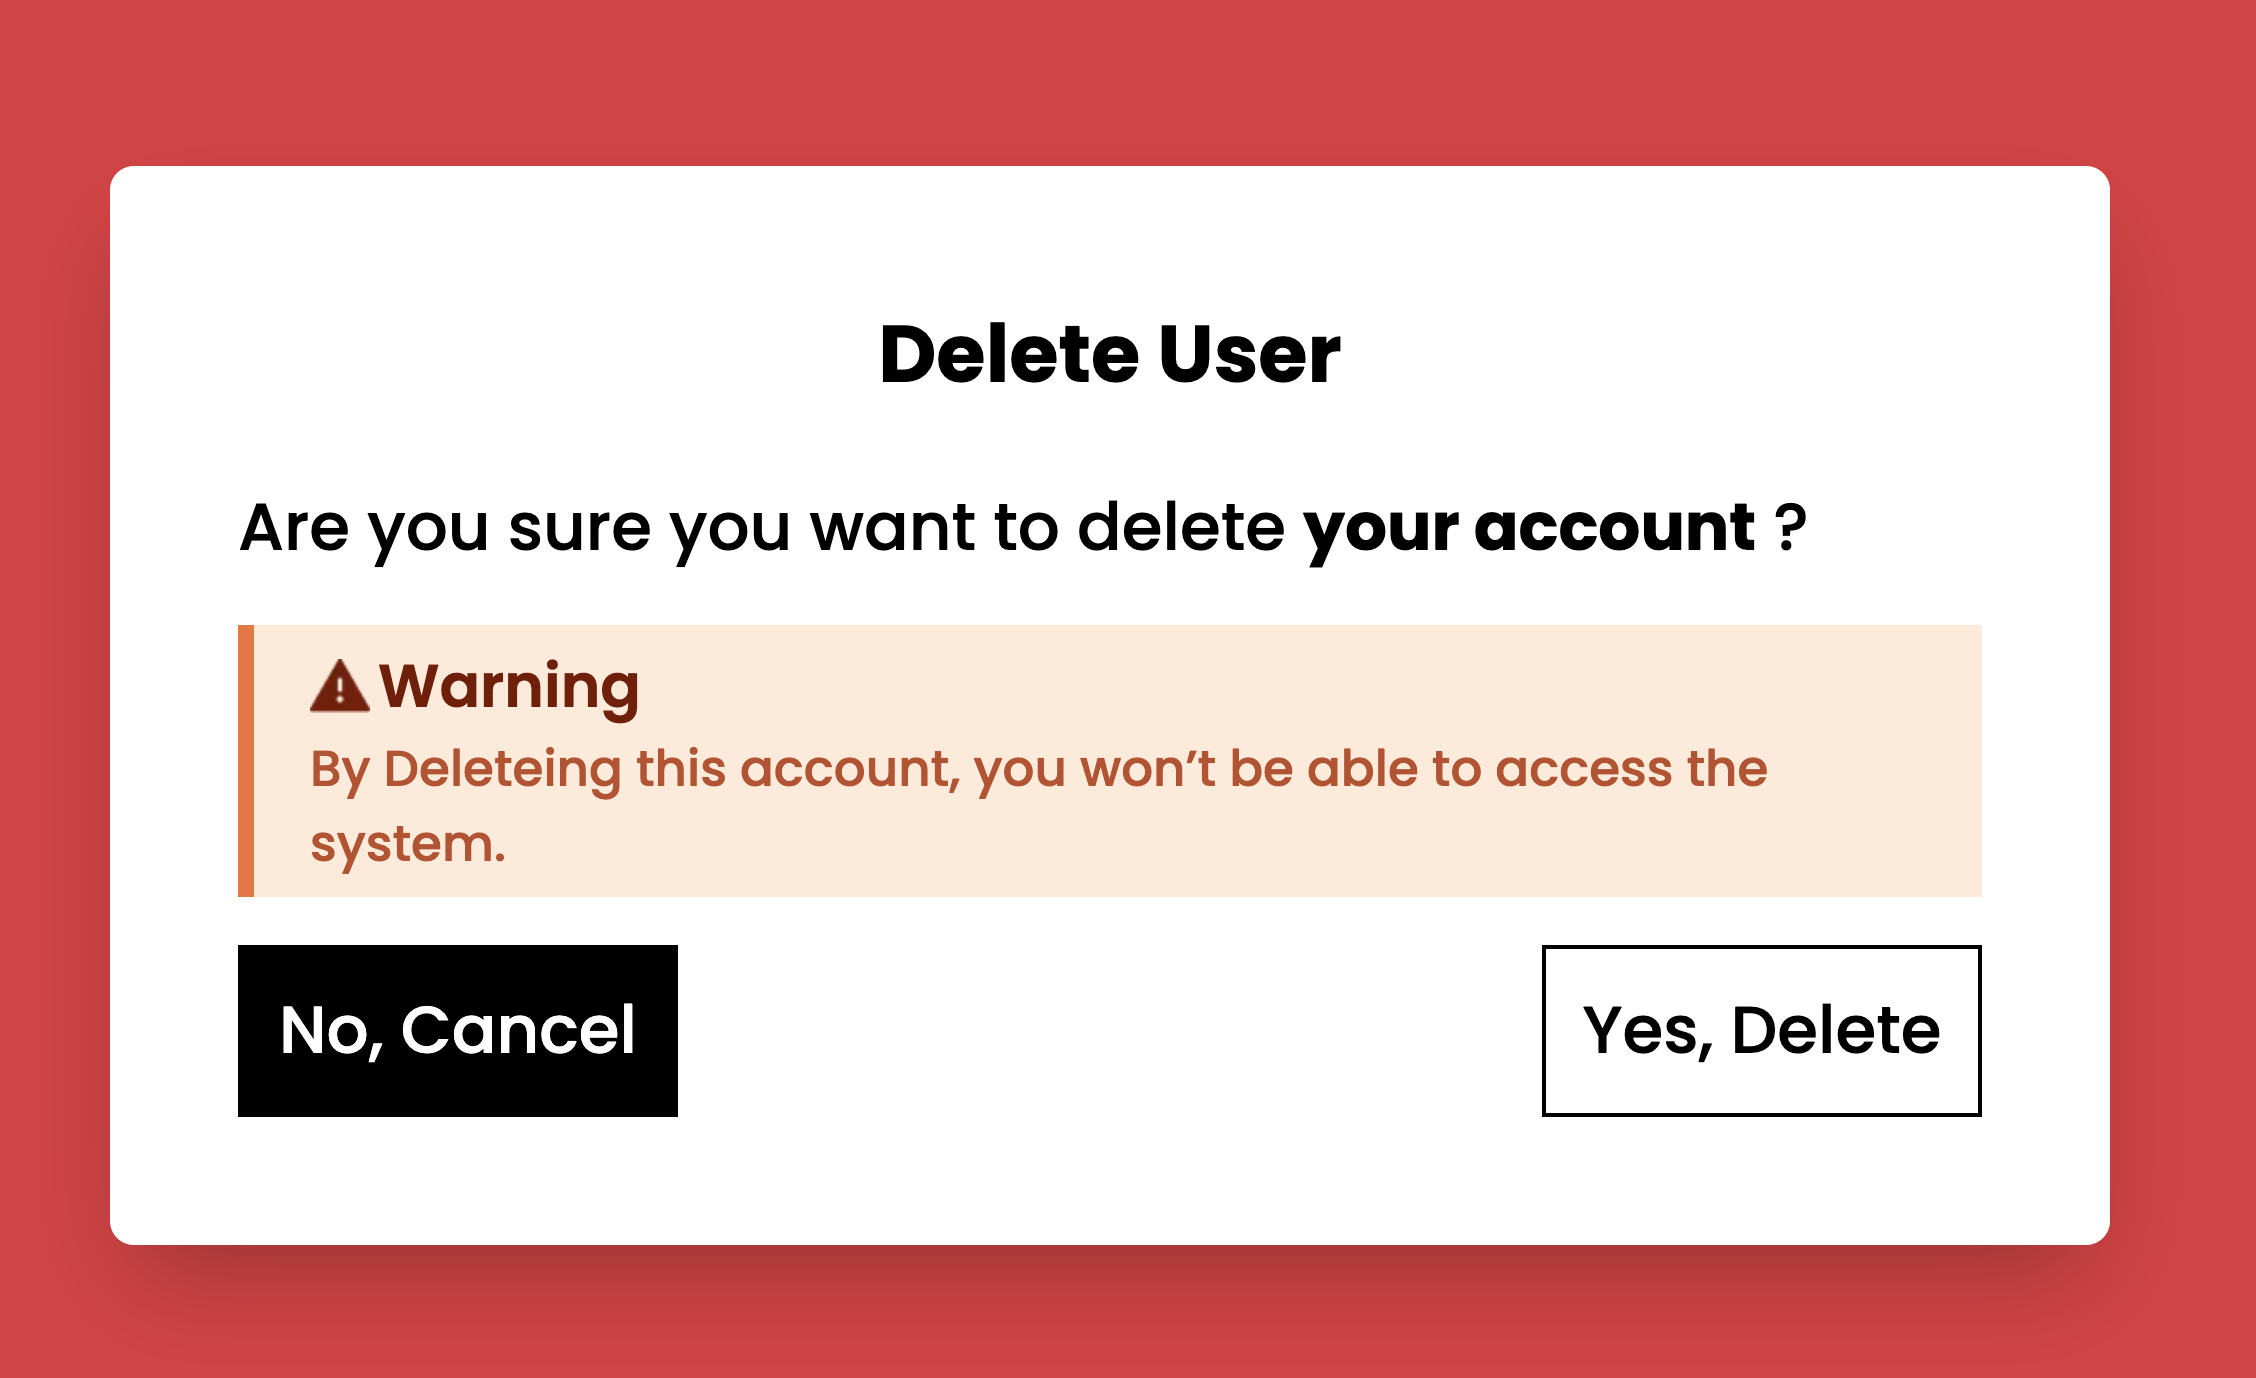 Delete User
Are you sure you want to delete your account ?
Warning
By Deleteing this account, you won’t be able to access the
system.
No, Cancel
Yes, Delete